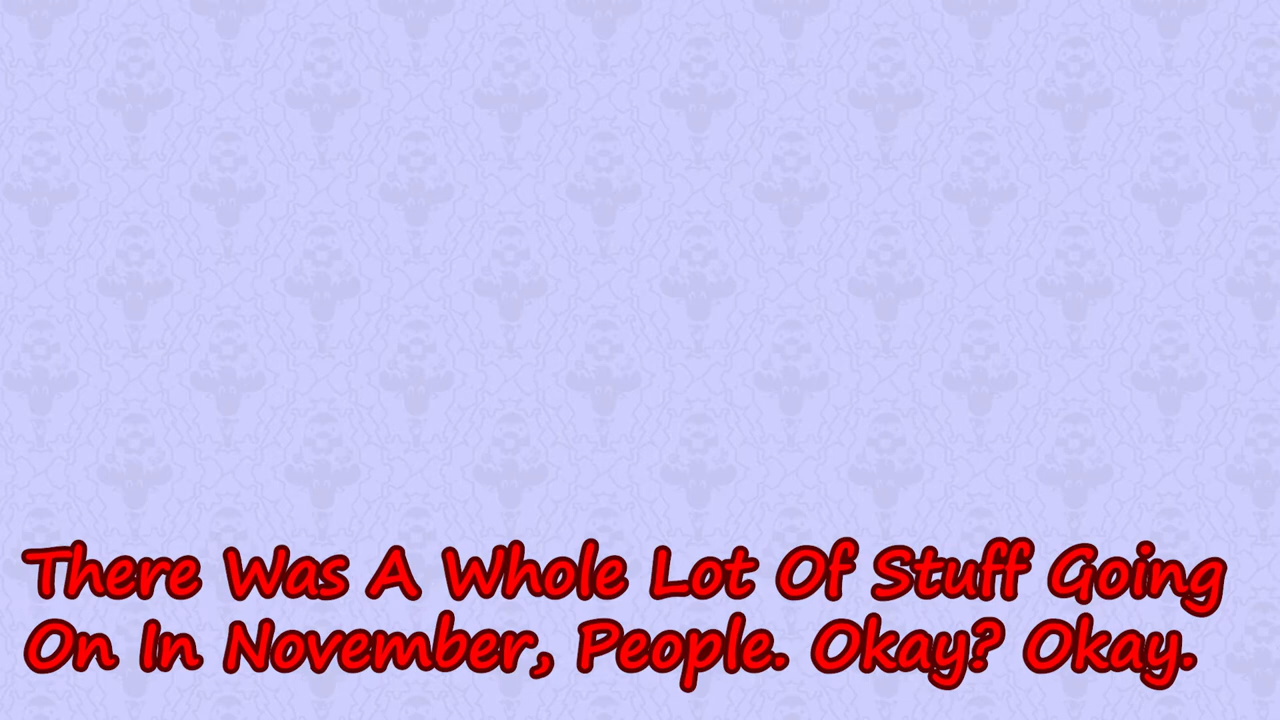 There Was A Whole Lot Of Stuff Going
On In November, People. Okay? Okay.